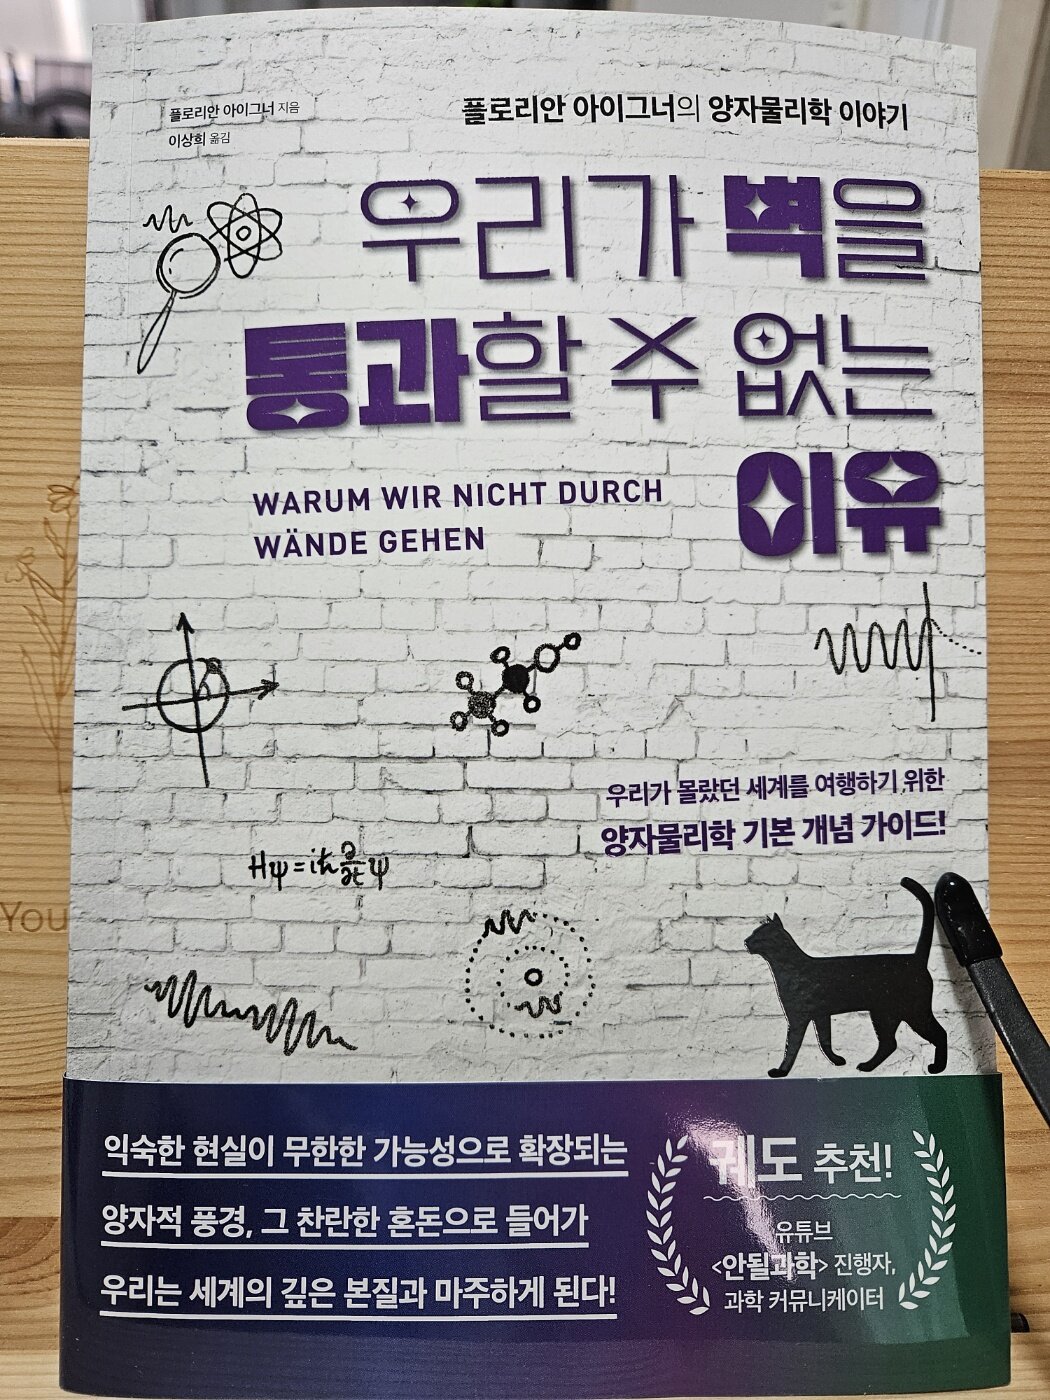 플로리안 아이그너 지음
이상희 옮김
플로리안 아이그너의 양자물리학 이야기
우리가 벽을
통과할 수 없는
이유
WARUM WIR NICHT DURCH
WÄNDE GEHEN
우리가 몰랐던 세계를 여행하기 위한
양자물리학 기본 개념 가이드!
Hψ=iħ∂/∂t ψ
You
익숙한 현실이 무한한 가능성으로 확장되는
양자적 풍경, 그 찬란한 혼돈으로 들어가
우리는 세계의 깊은 본질과 마주하게 된다!
궤도 추천!
유튜브
<안될과학> 진행자,
과학 커뮤니케이터